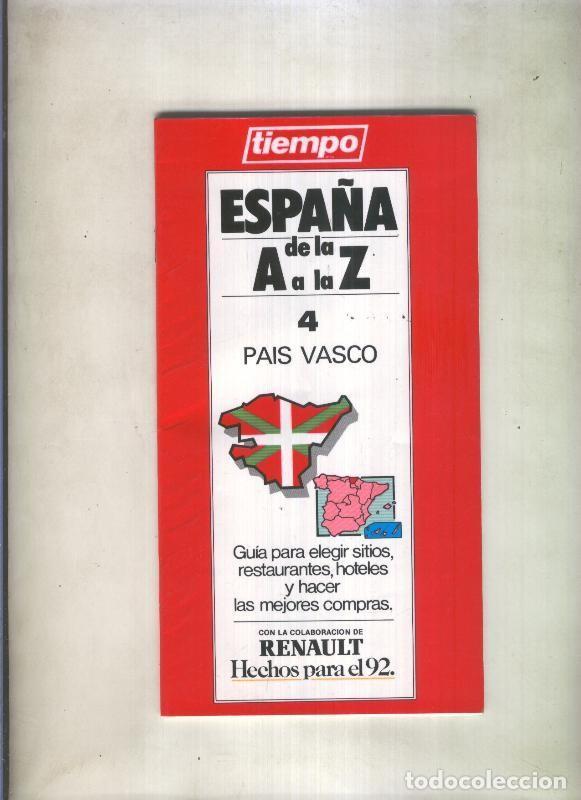 tiempo
ESPAÑA
de la
A a la Z
4
PAIS VASCO
Guía para elegir sitios,
restaurantes, hoteles
y hacer
las mejores compras.
CON LA COLABORACION DE
RENAULT
Hechos para el 92.
todocoleccion